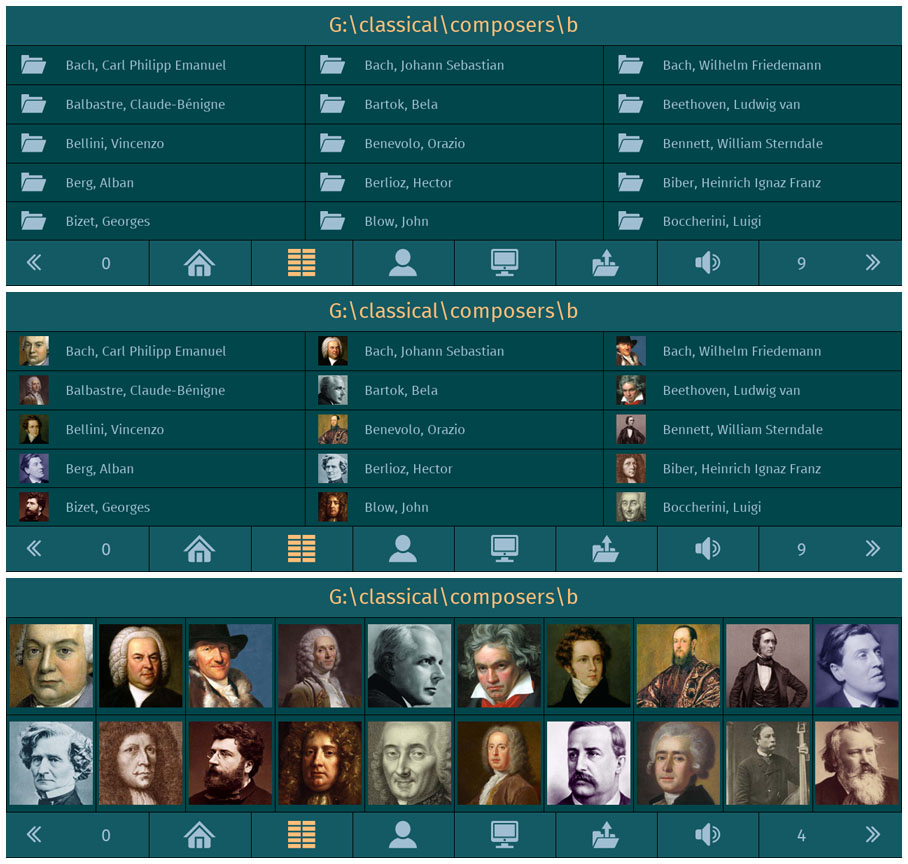 G:\classical\composers\b
Bach, Carl Philipp Emanuel Bach, Johann Sebastian Bach, Wilhelm Friedemann
Balbastre, Claude-Bénigne Bartok, Bela Beethoven, Ludwig van
Bellini, Vincenzo Benevolo, Orazio Bennett, William Sterndale
Berg, Alban Berlioz, Hector Biber, Heinrich Ignaz Franz
Bizet, Georges Blow, John Boccherini, Luigi
0 9
G:\classical\composers\b
Bach, Carl Philipp Emanuel Bach, Johann Sebastian Bach, Wilhelm Friedemann
Balbastre, Claude-Bénigne Bartok, Bela Beethoven, Ludwig van
Bellini, Vincenzo Benevolo, Orazio Bennett, William Sterndale
Berg, Alban Berlioz, Hector Biber, Heinrich Ignaz Franz
Bizet, Georges Blow, John Boccherini, Luigi
0 9
G:\classical\composers\b
0 4